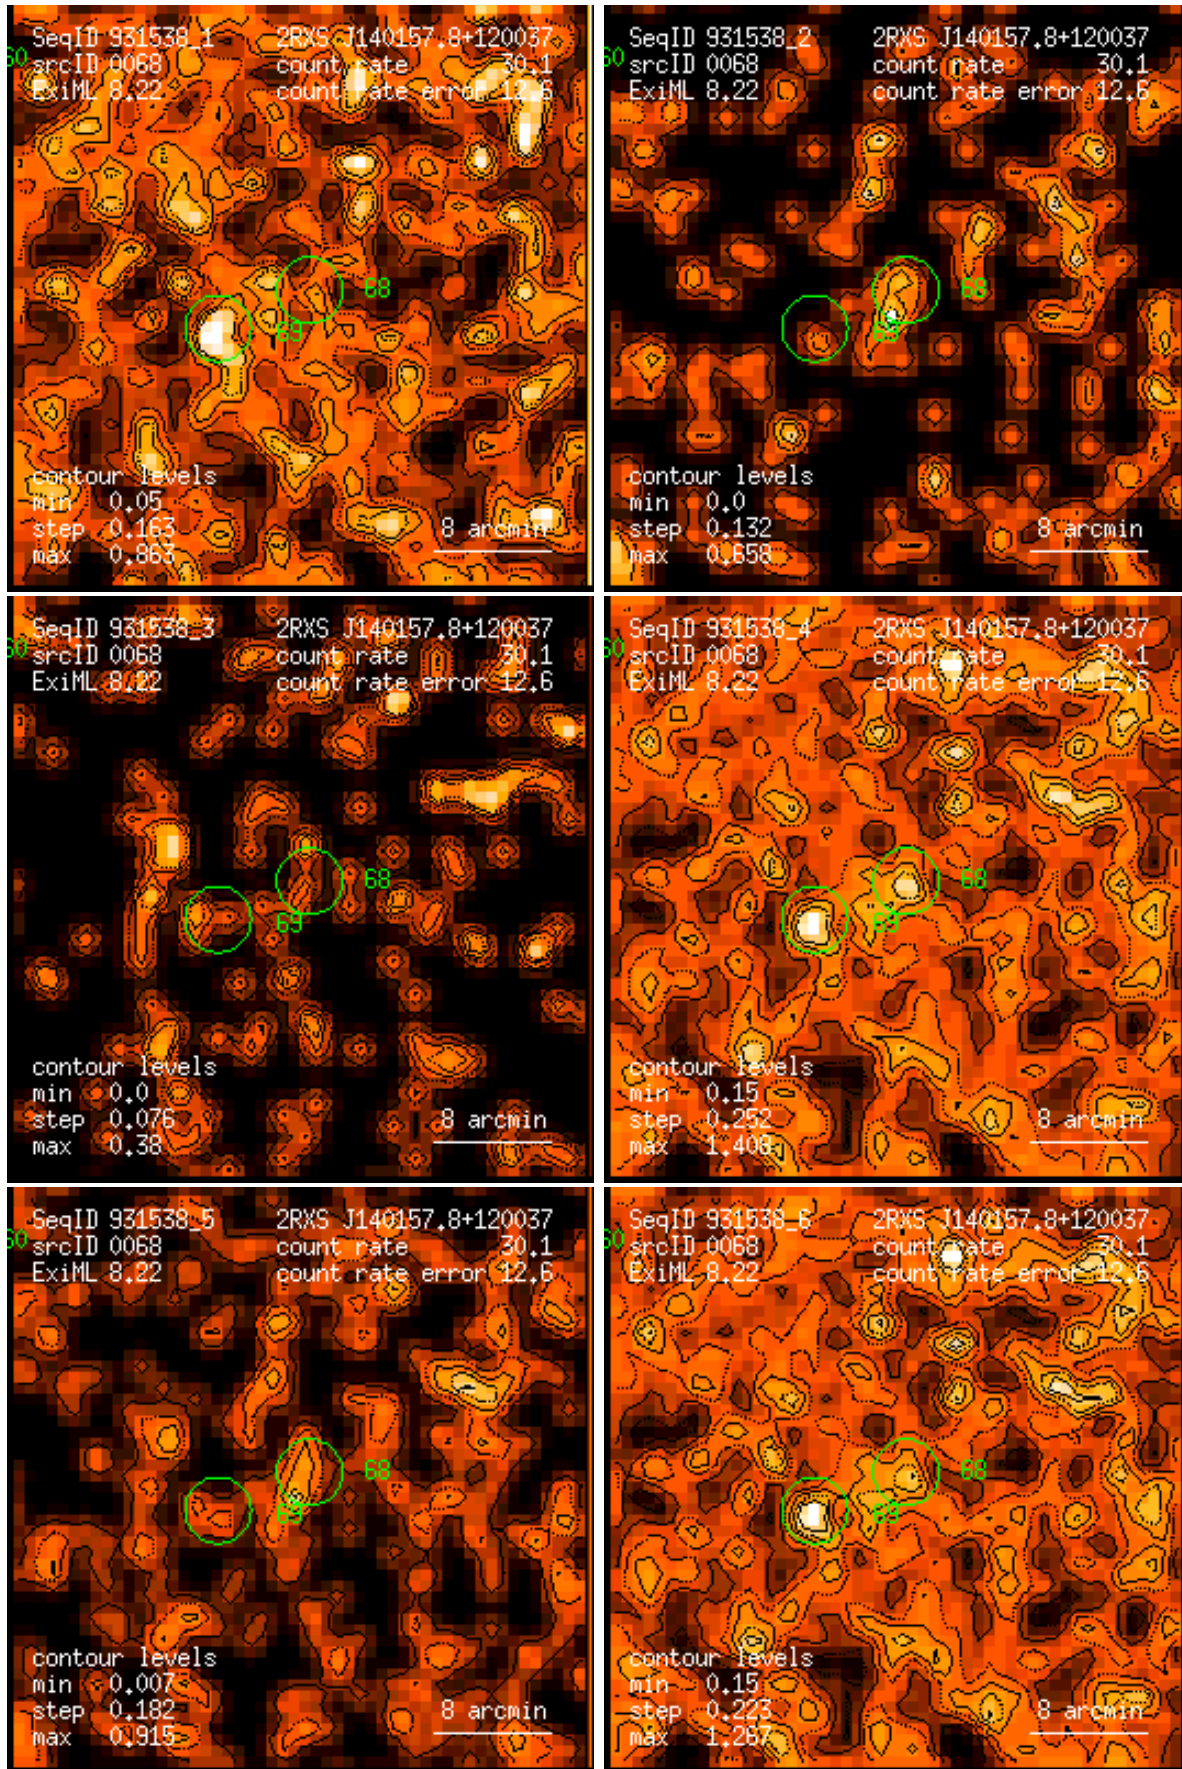 SeqID 931538_1 2RXS J140157.8+120037
60 srcID 0068 count rate 30.1
ExiML 8.22 count rate error 12.6
68
69
contour levels
min 0.05
step 0.163 8 arcmin
max 0.863
SeqID 931538_2 2RXS J140157.8+120037
60 srcID 0068 count rate 30.1
ExiML 8.22 count rate error 12.6
68
69
contour levels
min 0.0
step 0.132 8 arcmin
max 0.658
SeqID 931538_3 2RXS J140157.8+120037
60 srcID 0068 count rate 30.1
ExiML 8.22 count rate error 12.6
68
69
contour levels
min 0.0
step 0.076 8 arcmin
max 0.38
SeqID 931538_4 2RXS J140157.8+120037
60 srcID 0068 count rate 30.1
ExiML 8.22 count rate error 12.6
68
69
contour levels
min 0.15
step 0.252 8 arcmin
max 1.409
SeqID 931538_5 2RXS J140157.8+120037
60 srcID 0068 count rate 30.1
ExiML 8.22 count rate error 12.6
68
69
contour levels
min 0.007
step 0.182 8 arcmin
max 0.915
SeqID 931538_6 2RXS J140157.8+120037
60 srcID 0068 count rate 30.1
ExiML 8.22 count rate error 12.6
68
69
contour levels
min 0.15
step 0.223 8 arcmin
max 1.267